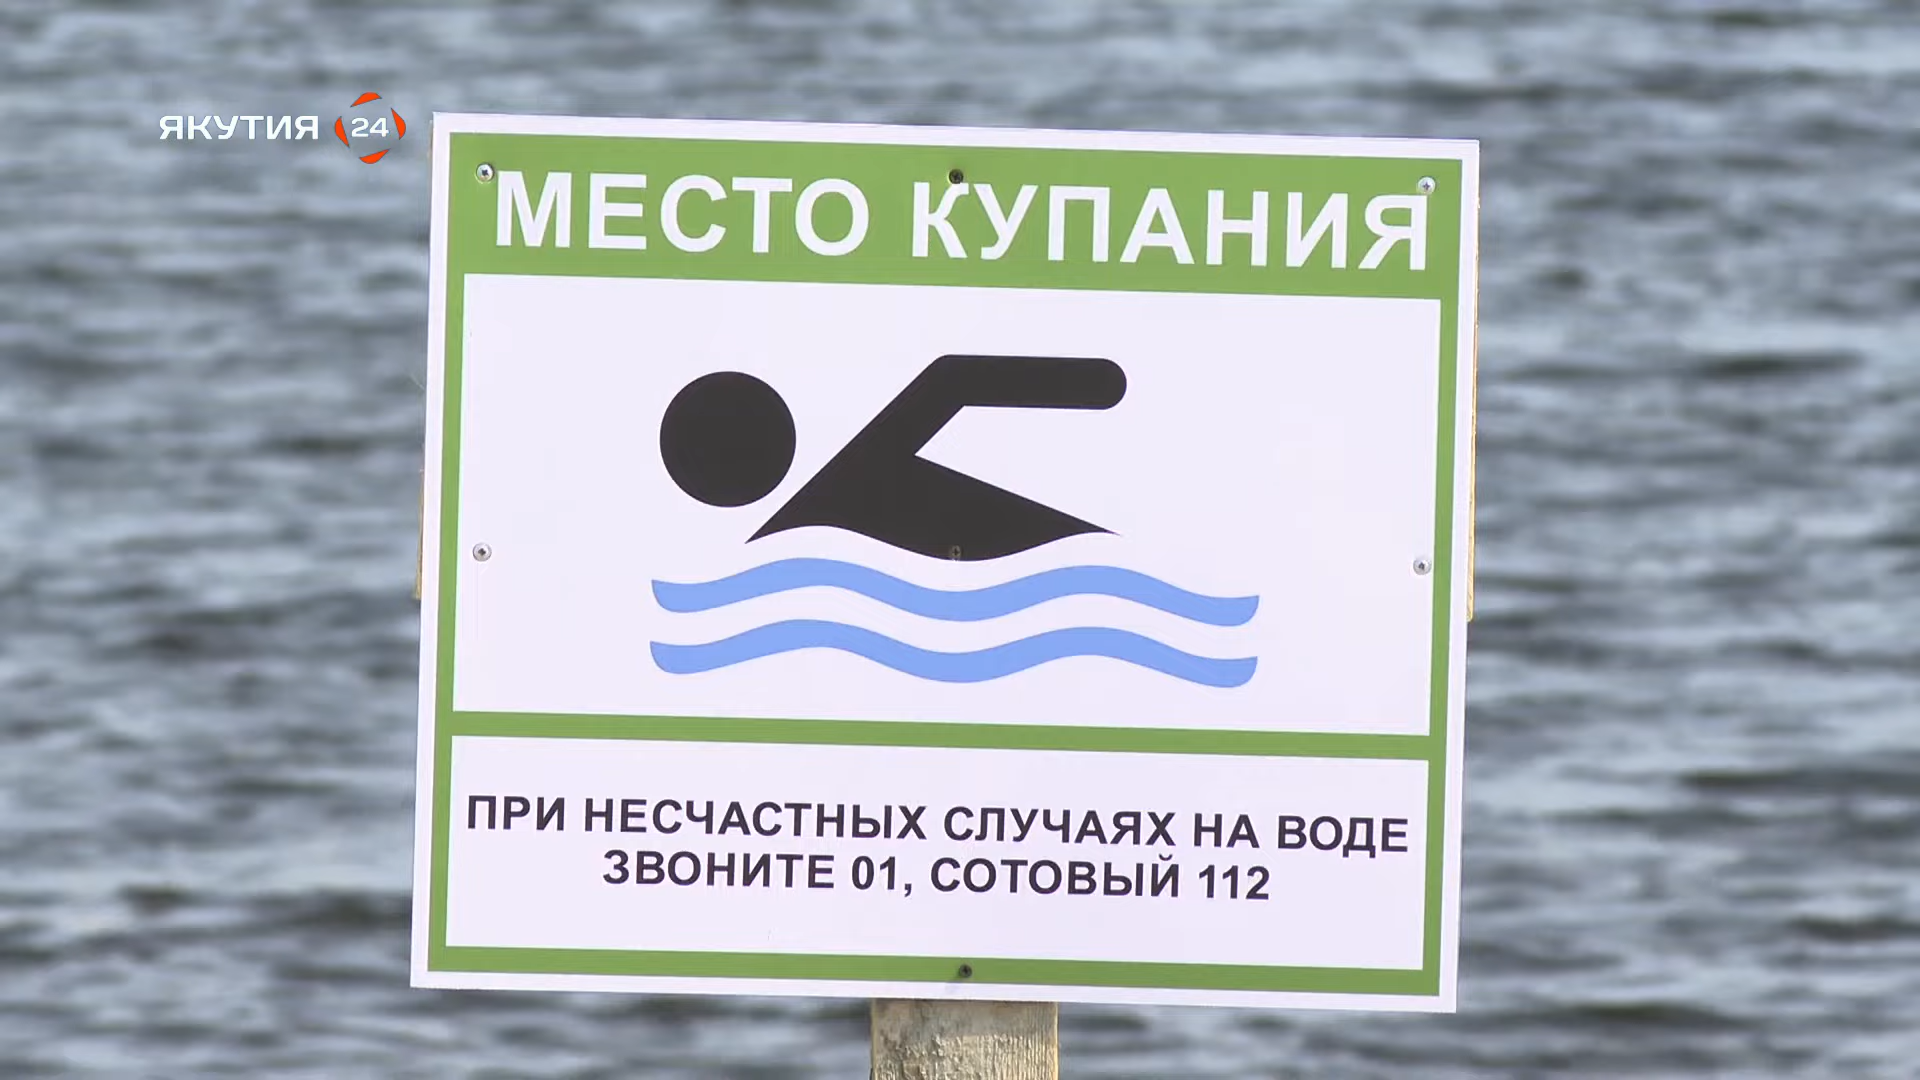 ЯКУТИЯ 24
МЕСТО КУПАНИЯ
ПРИ НЕСЧАСТНЫХ СЛУЧАЯХ НА ВОДЕ
ЗВОНИТЕ 01, СОТОВЫЙ 112